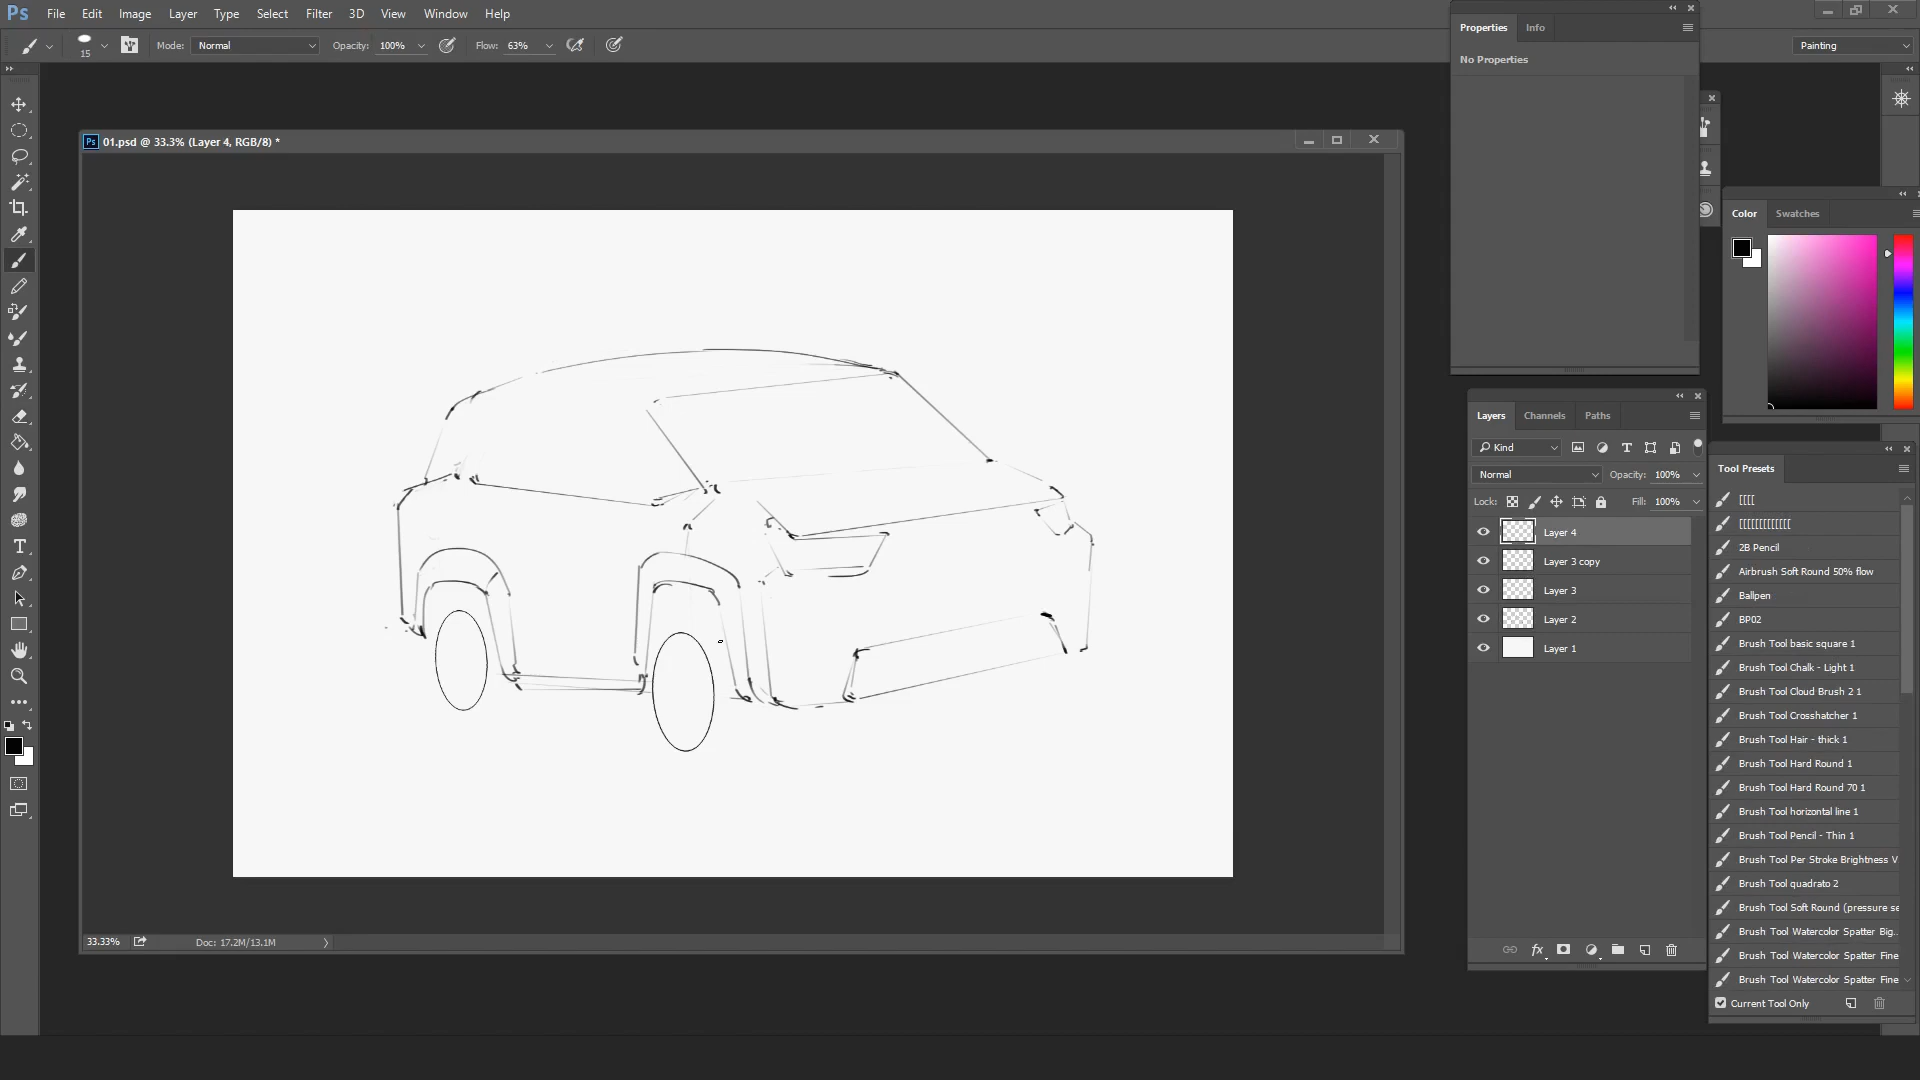 Ps File Edit Image Layer Type Select Filter 3D View Window Help
15 Mode: Normal Opacity: 100% Flow: 63% Painting
Properties Info
No Properties
Ps 01.psd @ 33.3% (Layer 4, RGB/8) *
Color Swatches
Layers Channels Paths
Kind
Normal Opacity: 100%
Lock: Fill: 100%
Layer 4
Layer 3 copy
Layer 3
Layer 2
Layer 1
fx
Tool Presets
[[[[
[[[[[[[[[[[[[
2B Pencil
Airbrush Soft Round 50% flow
Ballpen
BP02
Brush Tool basic square 1
Brush Tool Chalk - Light 1
Brush Tool Cloud Brush 2 1
Brush Tool Crosshatcher 1
Brush Tool Hair - thick 1
Brush Tool Hard Round 1
Brush Tool Hard Round 70 1
Brush Tool horizontal line 1
Brush Tool Pencil - Thin 1
Brush Tool Per Stroke Brightness V
Brush Tool quadrato 2
Brush Tool Soft Round (pressure se
Brush Tool Watercolor Spatter Big...
Brush Tool Watercolor Spatter Fine
Brush Tool Watercolor Spatter Fine
Current Tool Only
33.33% Doc: 17.2M/13.1M